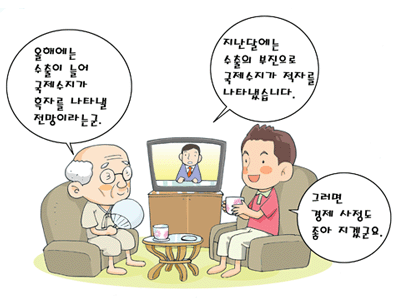 올해에는
수출이 늘어
국제수지가
흑자를 나타낼
전망이라는군.
지난달에는
수출의 부진으로
국제수지가 적자를
나타냈습니다.
그러면
경제 사정도
좋아 지겠군요.